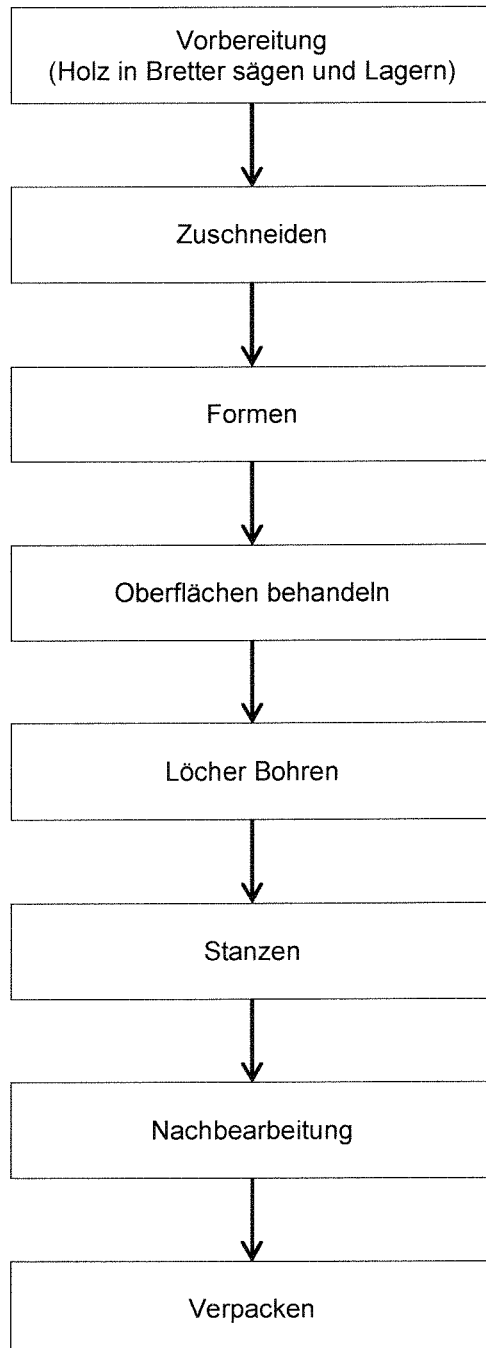 Vorbereitung
(Holz in Bretter sägen und Lagern)
Zuschneiden
Formen
Oberflächen behandeln
Löcher Bohren
Stanzen
Nachbearbeitung
Verpacken